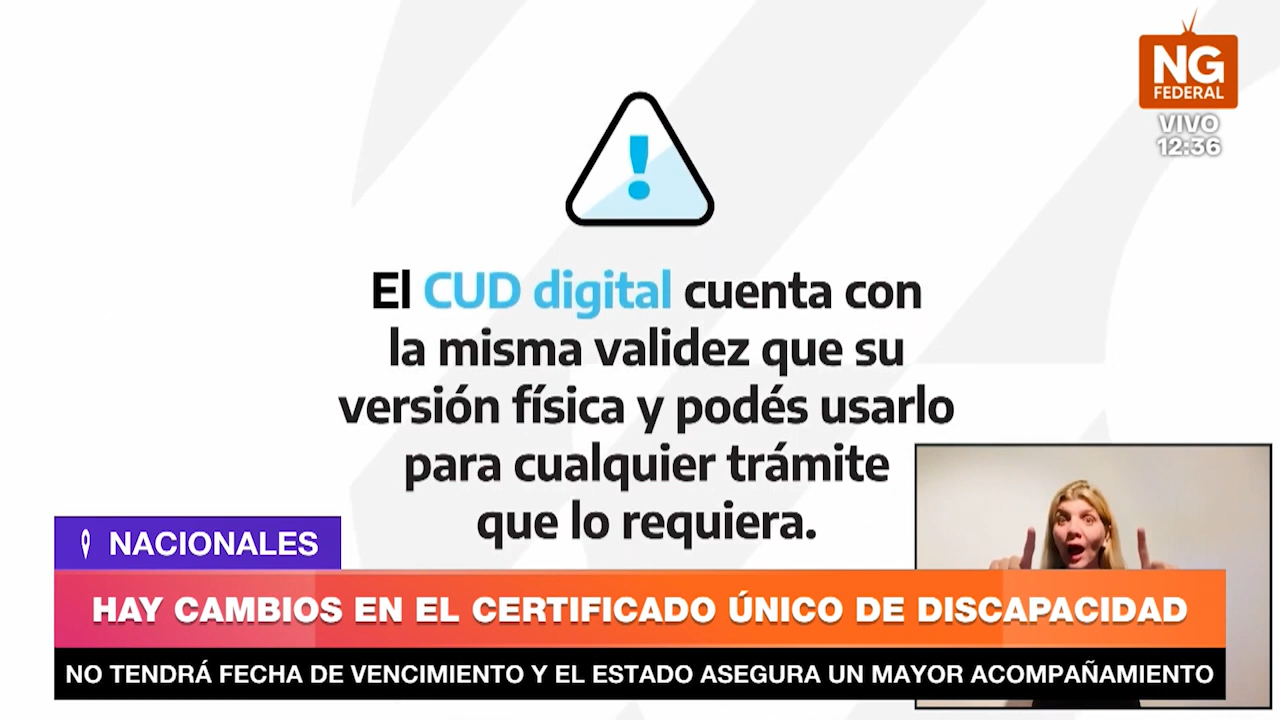 NG
FEDERAL
VIVO
12:36
!
El CUD digital cuenta con
la misma validez que su
versión física y podés usarlo
para cualquier trámite
que lo requiera.
NACIONALES
HAY CAMBIOS EN EL CERTIFICADO ÚNICO DE DISCAPACIDAD
NO TENDRÁ FECHA DE VENCIMIENTO Y EL ESTADO ASEGURA UN MAYOR ACOMPAÑAMIENTO